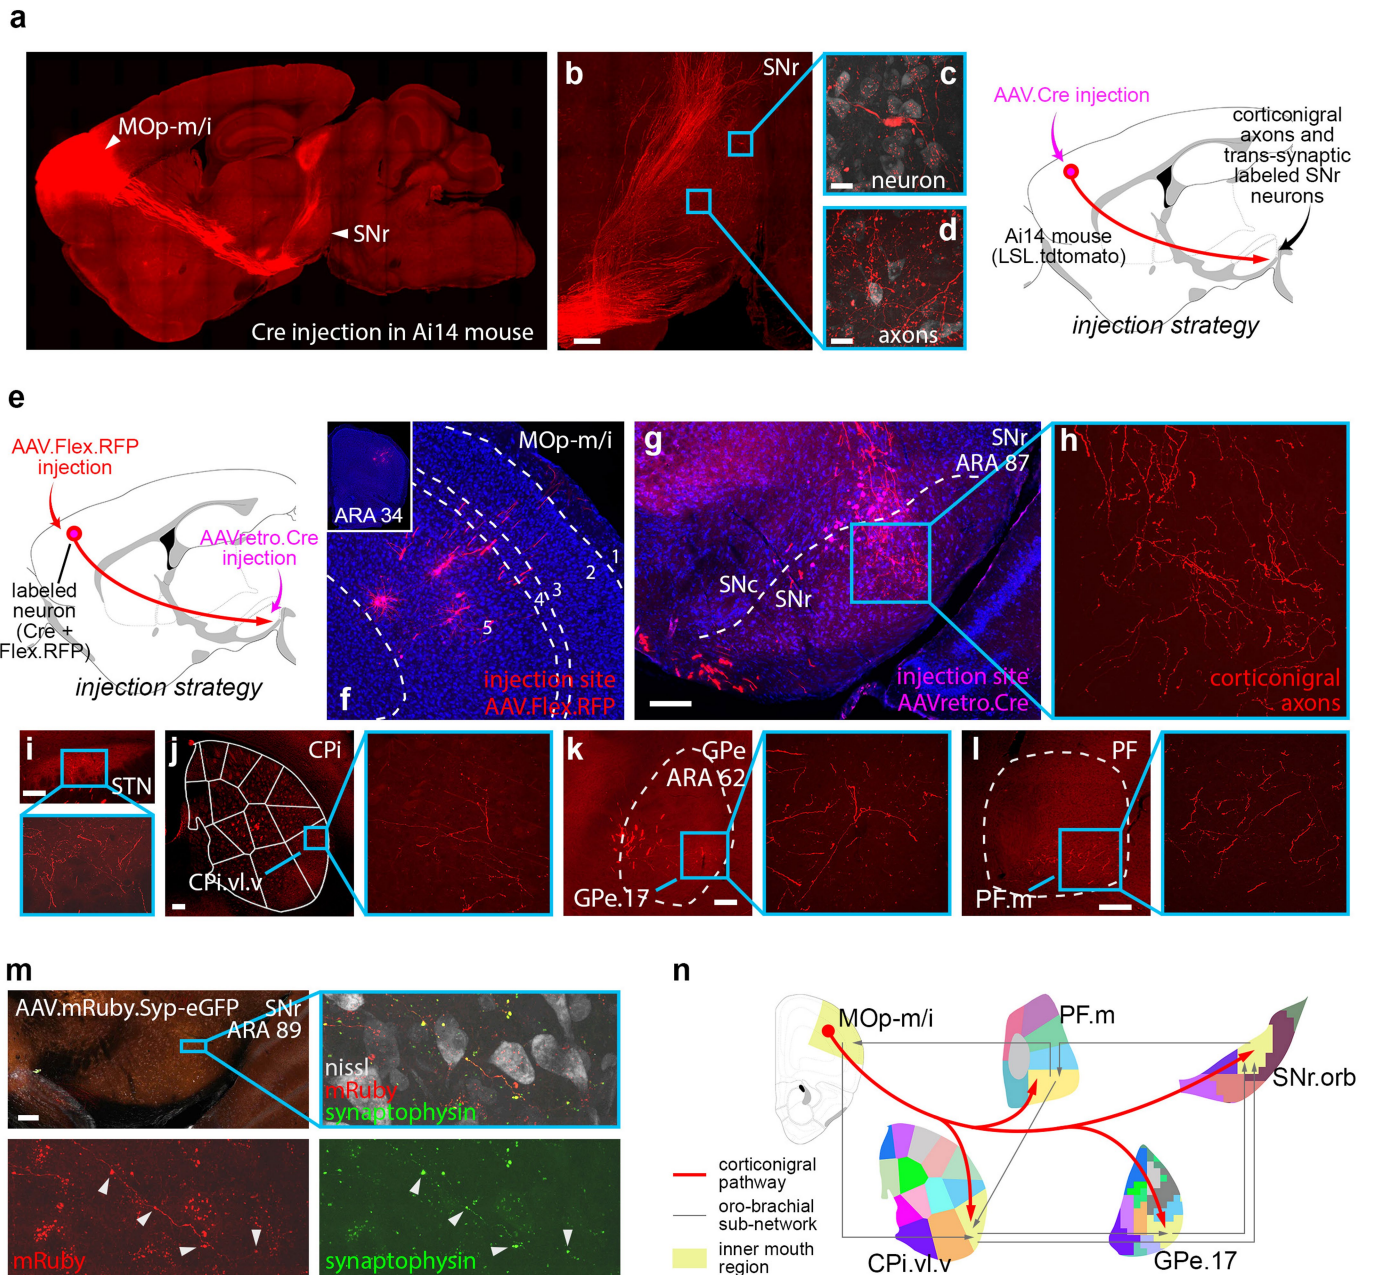 a
MOp-m/i
SNr
Cre injection in Ai14 mouse
b
SNr
c
neuron
d
axons
AAV.Cre injection
corticonigral
axons and
trans-synaptic
labeled SNr
neurons
Ai14 mouse
(LSL.tdtomato)
injection strategy
e
AAV.Flex.RFP
injection
AAVretro.Cre
injection
labeled
neuron
(Cre +
Flex.RFP)
injection strategy
ARA 34
MOp-m/i
1
2
3
4
5
f
injection site
AAV.Flex.RFP
g
SNr
ARA 87
SNc
SNr
injection site
AAVretro.Cre
h
corticonigral
axons
i
STN
j
CPi
CPi.vl.v
k
GPe
ARA 62
GPe.17
l
PF
PF.m
m
AAV.mRuby.Syp-eGFP
SNr
ARA 89
nissl
mRuby
synaptophysin
mRuby
synaptophysin
n
MOp-m/i
PF.m
SNr.orb
corticonigral
pathway
oro-brachial
sub-network
inner mouth
region
CPi.vl.v
GPe.17